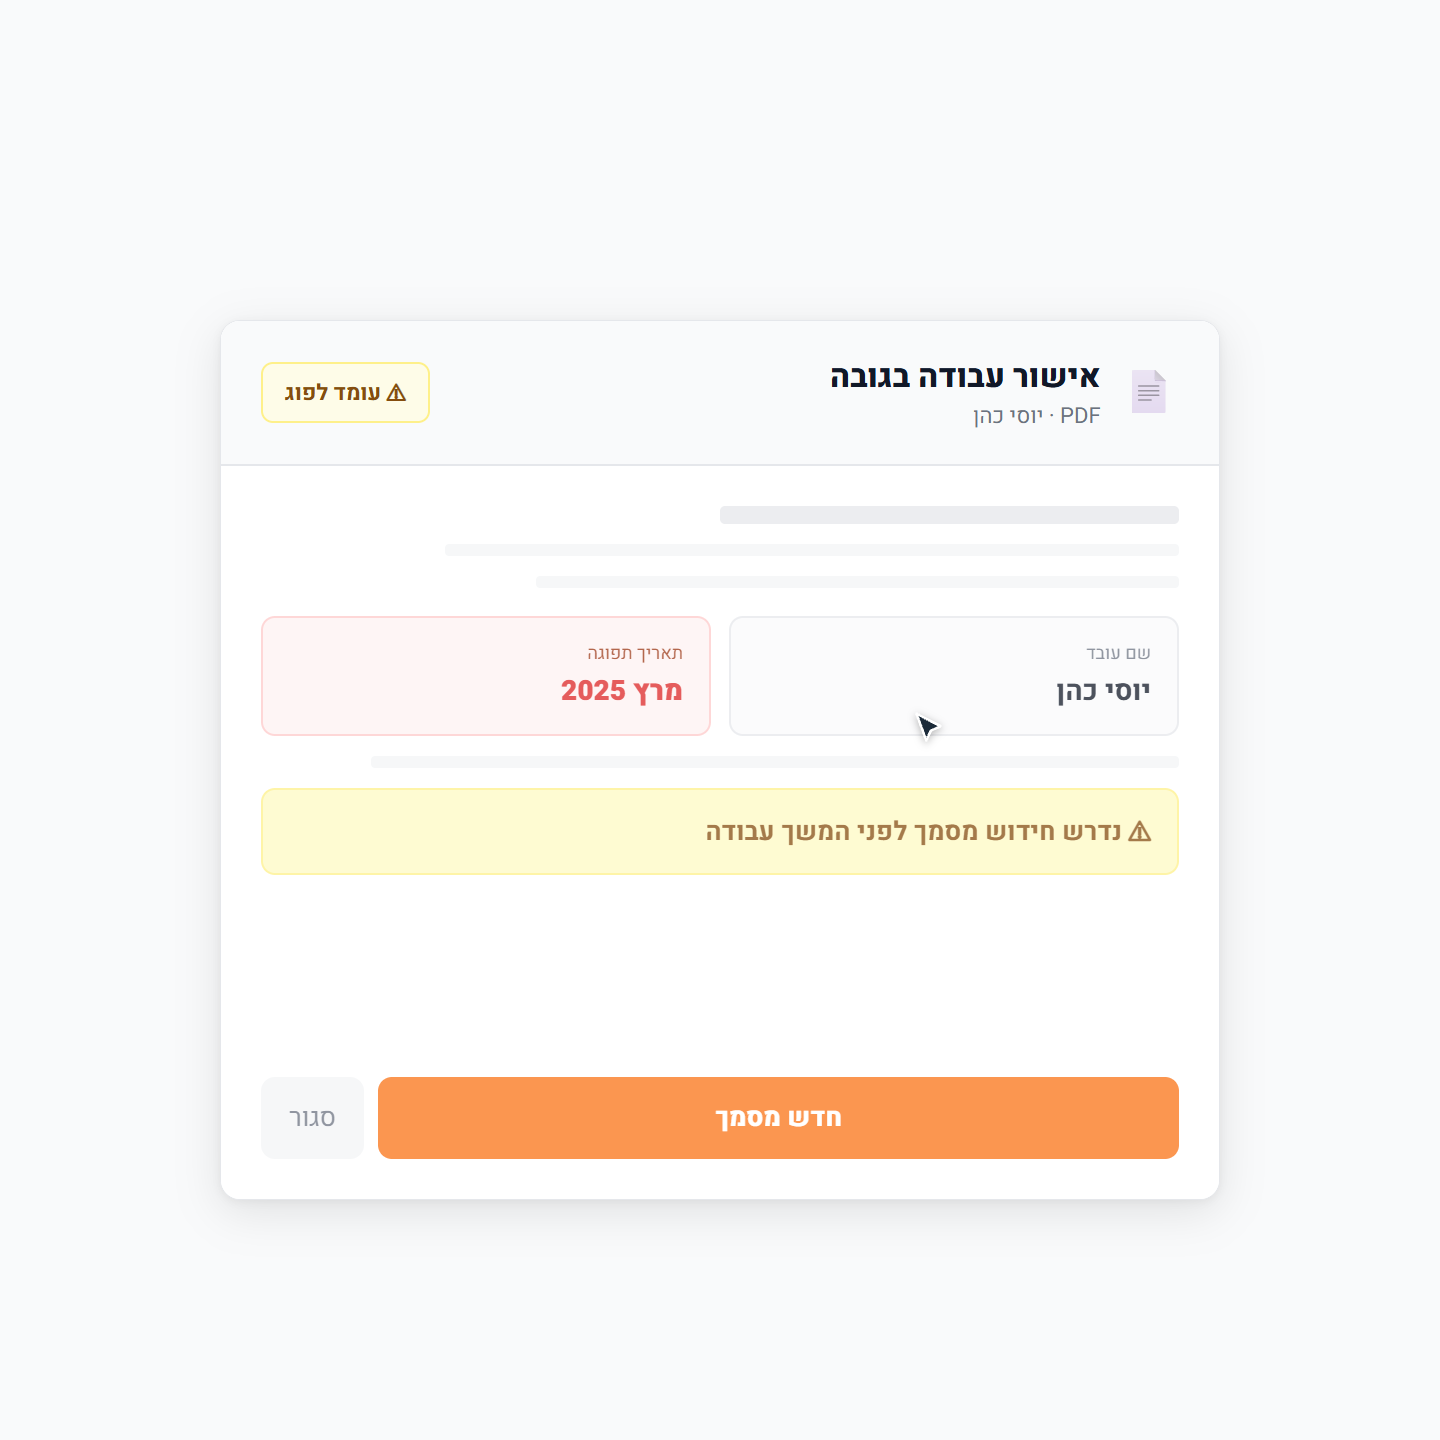 אישור עבודה בגובה
PDF · יוסי כהן
⚠ עומד לפוג
שם עובד
יוסי כהן
תאריך תפוגה
מרץ 2025
⚠ נדרש חידוש מסמך לפני המשך עבודה
חדש מסמך
סגור